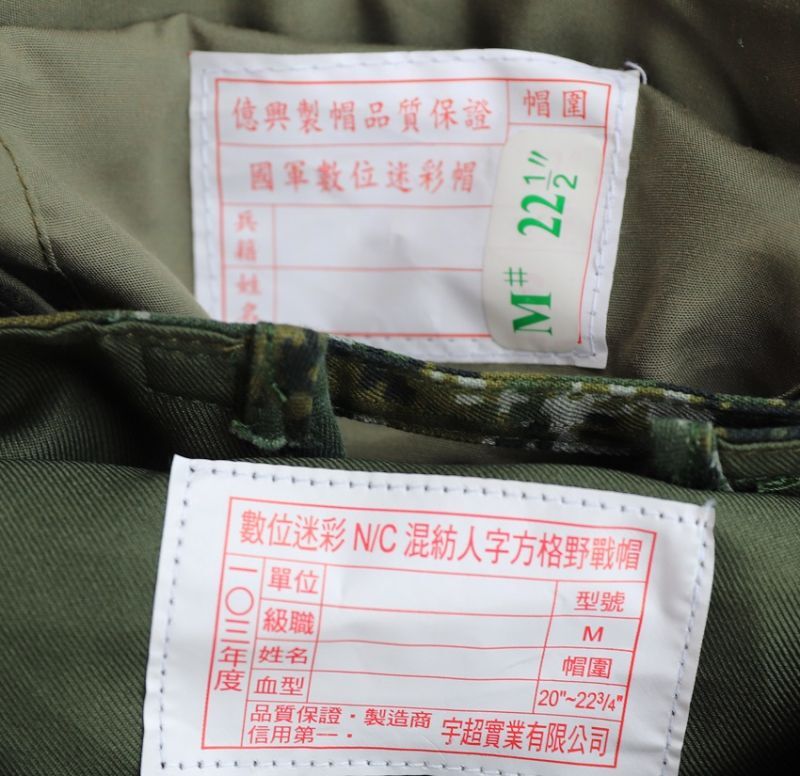 億興製帽品質保證
帽圍
國軍數位迷彩帽
兵籍
姓名
M# 22 1/2"
數位迷彩 N/C 混紡人字方格野戰帽
一〇三年度
單位
型號
級職
M
姓名
帽圍
血型
20"~22¾"
品質保證・製造商
信用第一・
宇超實業有限公司